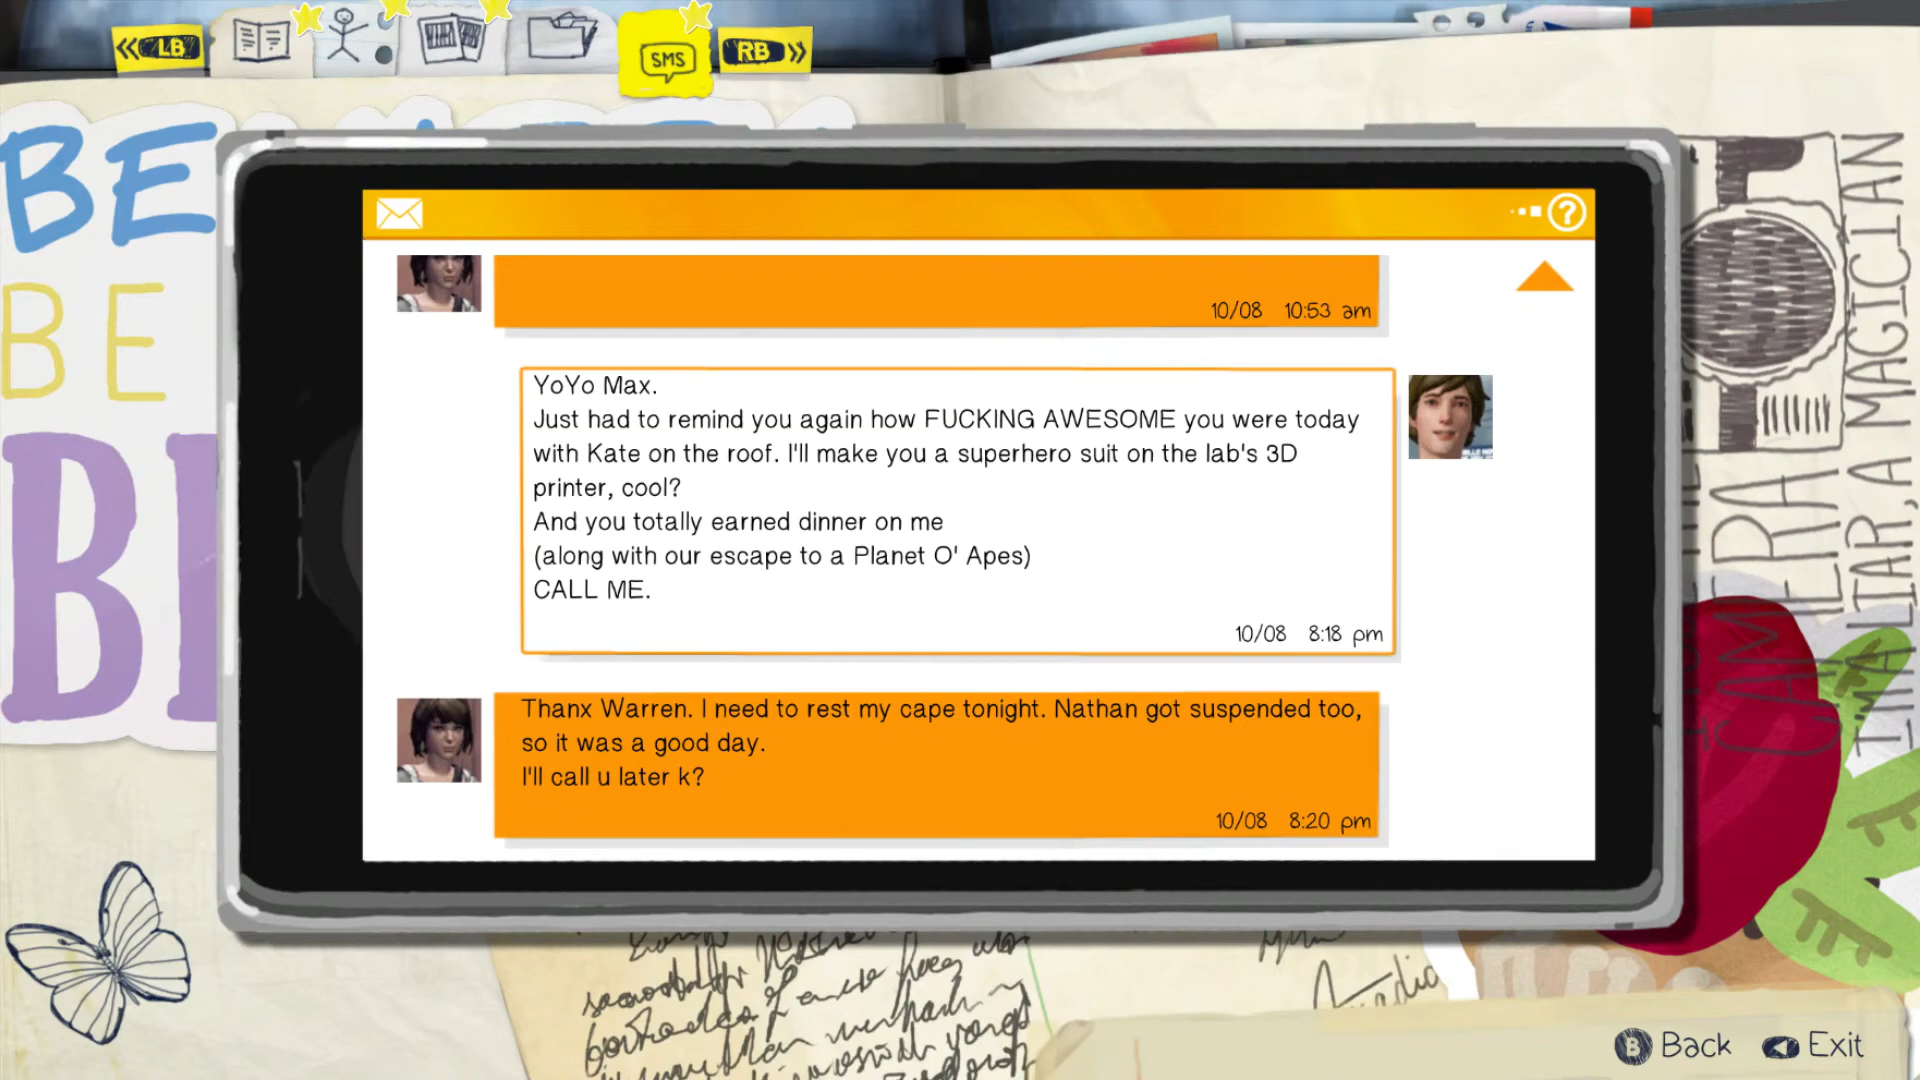 LB
SMS
RB
BE
BE
10/08 10:53 am
YoYo Max.
Just had to remind you again how FUCKING AWESOME you were today
with Kate on the roof. I'll make you a superhero suit on the lab's 3D
printer, cool?
And you totally earned dinner on me
(along with our escape to a Planet O' Apes)
CALL ME.
10/08 8:18 pm
Thanx Warren. I need to rest my cape tonight. Nathan got suspended too,
so it was a good day.
I'll call u later k?
10/08 8:20 pm
CAMERA
LIAR, A MAGICIAN
B Back
Exit